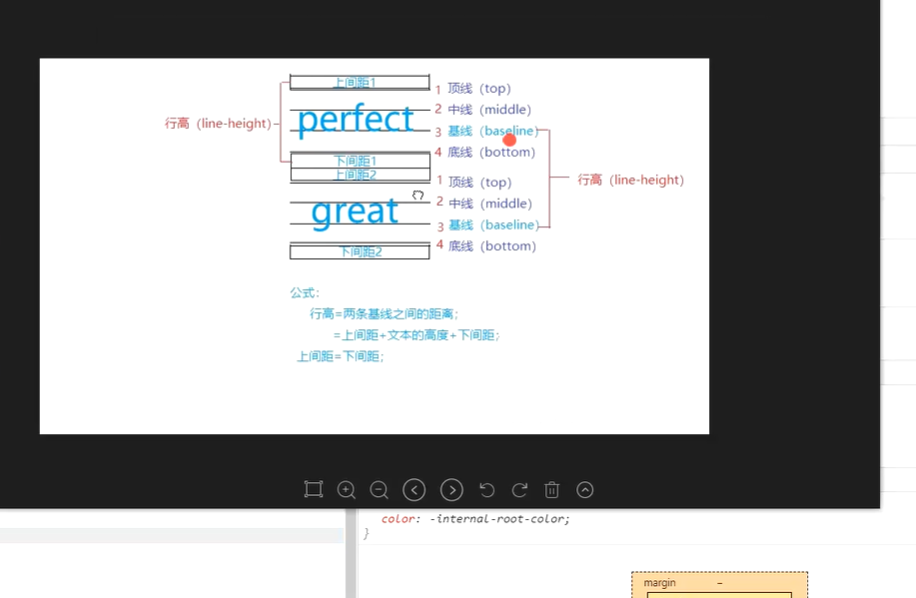 上间距1
1 顶线（top)
行高（line-height）
perfect
2 中线（middle)
3 基线（baseline)
下间距1
4 底线（bottom)
上间距2
1 顶线（top)
行高（line-height)
great
2 中线（middle)
3 基线（baseline)
下间距2
4 底线（bottom)
公式：
行高=两条基线之间的距离；
=上间距+文本的高度+下间距；
上间距=下间距；
color: -internal-root-color;
}
margin –